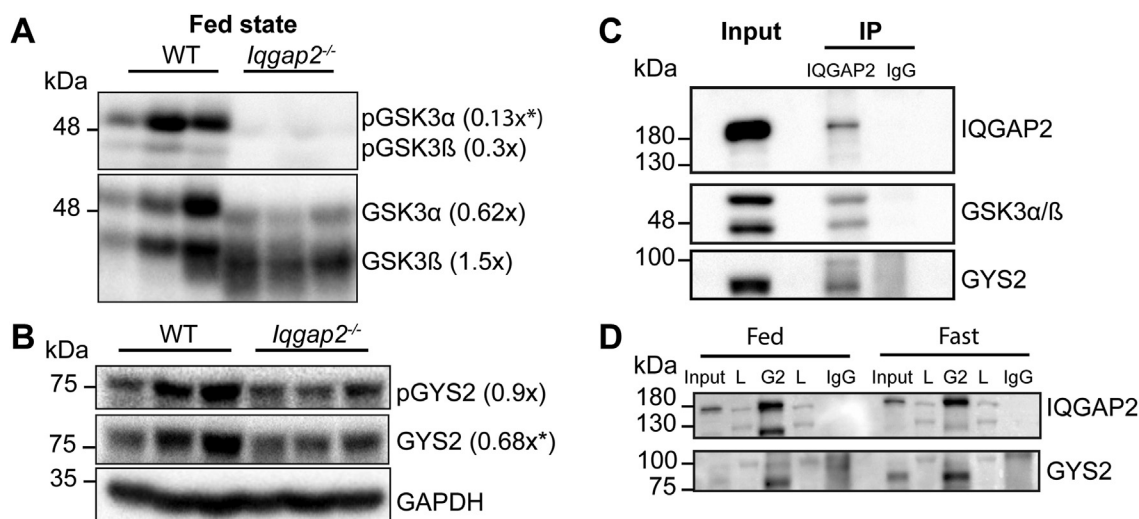 A
Fed state
WT Iqgap2-/-
kDa
48
pGSK3α (0.13x*)
pGSK3ß (0.3x)
48
GSK3α (0.62x)
GSK3ß (1.5x)
B
WT Iqgap2-/-
kDa
75
pGYS2 (0.9x)
75
GYS2 (0.68x*)
35
GAPDH
C
Input IP
kDa IQGAP2 IgG
180
130
IQGAP2
48
GSK3α/ß
100
GYS2
D
Fed Fast
kDa
Input L G2 L IgG Input L G2 L IgG
180
130
IQGAP2
100
75
GYS2